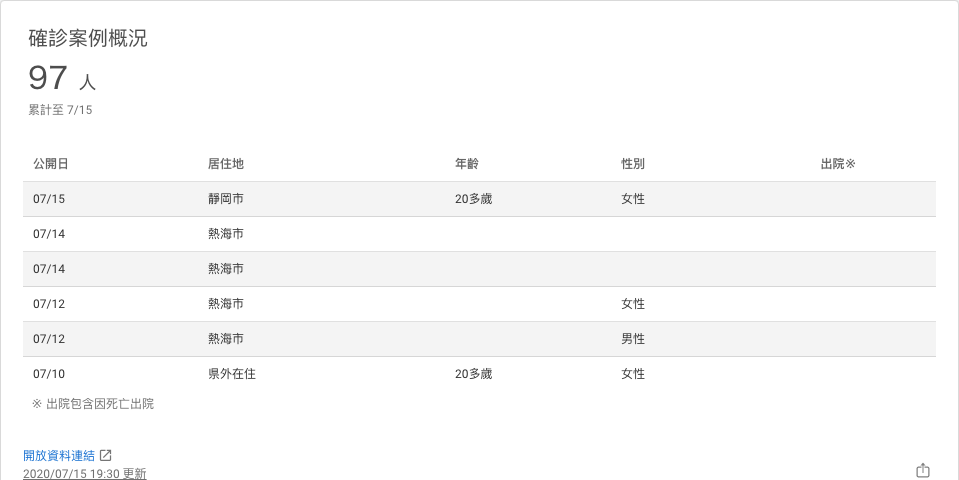 確診案例概況
97 人
累計至 7/15
公開日 居住地 年齢 性別 出院※
07/15 靜岡市 20多歲 女性
07/14 熱海市
07/14 熱海市
07/12 熱海市 女性
07/12 熱海市 男性
07/10 県外在住 20多歲 女性
※ 出院包含因死亡出院
開放資料連結
2020/07/15 19:30 更新